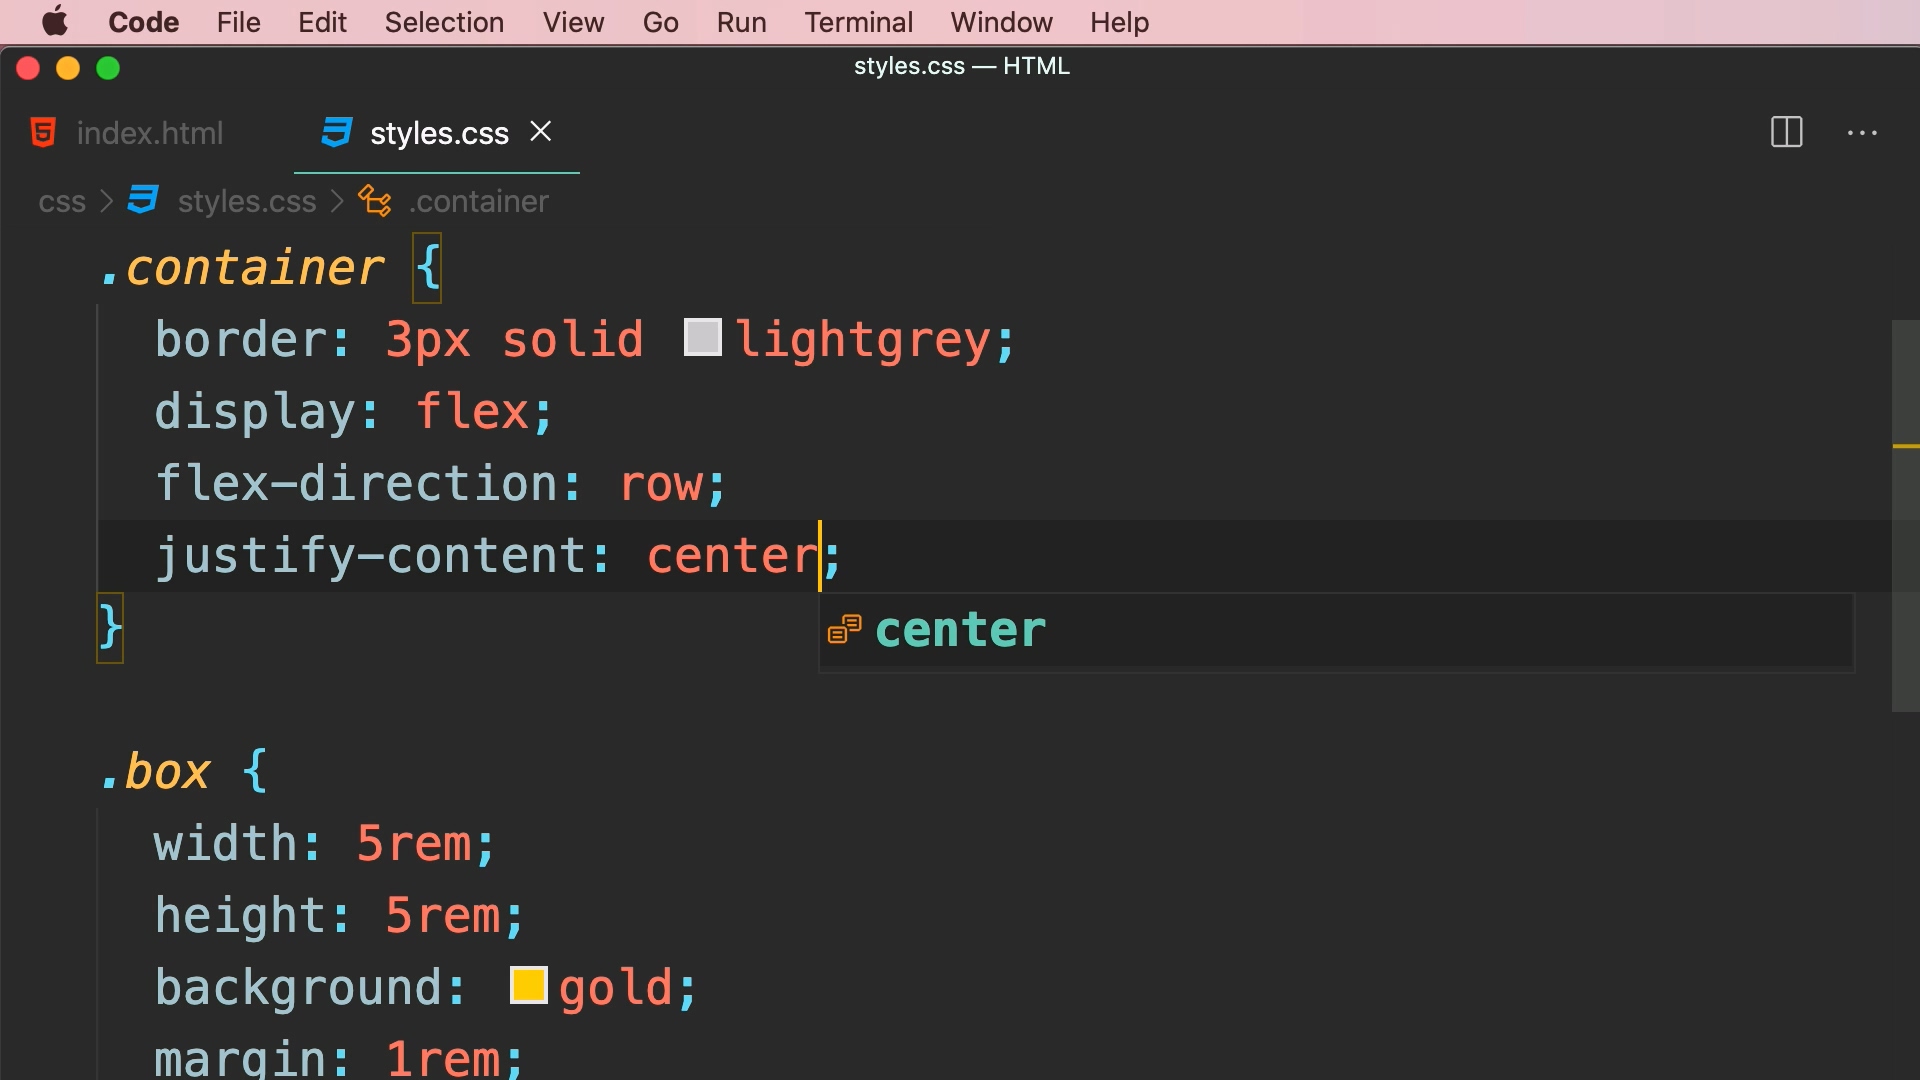 Code File Edit Selection View Go Run Terminal Window Help
styles.css — HTML
index.html styles.css
css > styles.css > .container
.container {
border: 3px solid lightgrey;
display: flex;
flex-direction: row;
justify-content: center;
}
center
.box {
width: 5rem;
height: 5rem;
background: gold;
margin: 1rem;